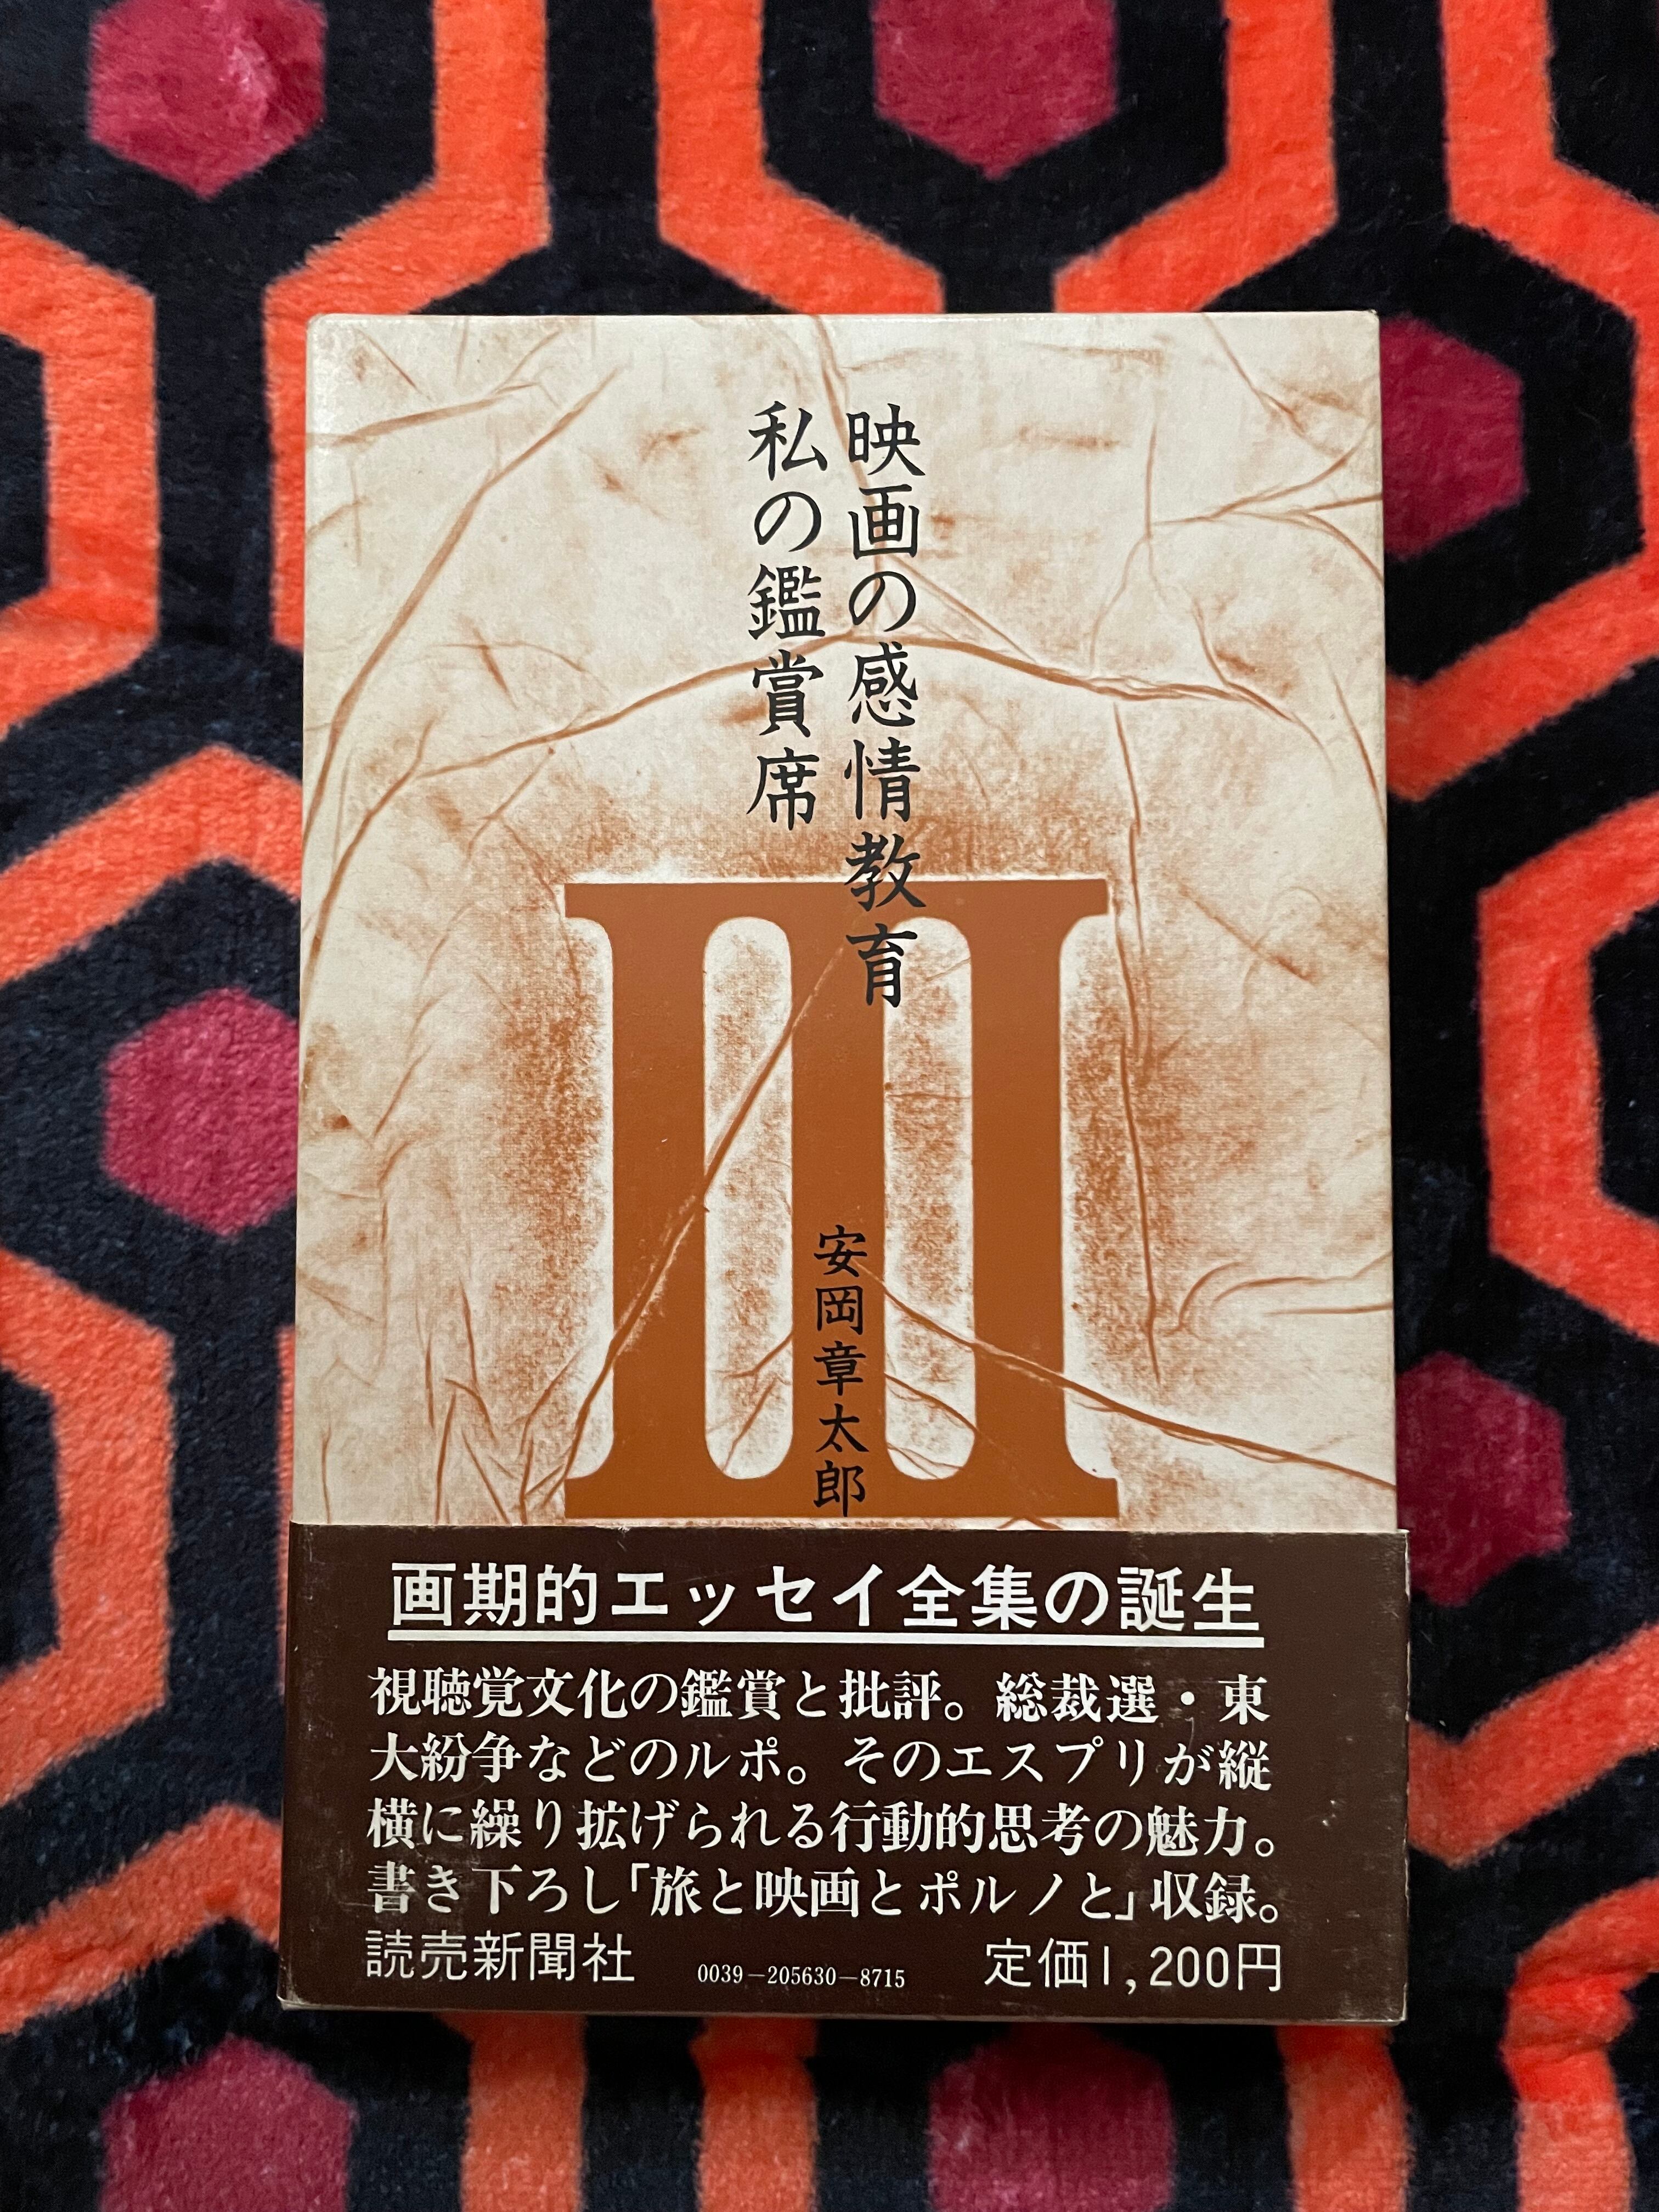 映画の感情教育
私の鑑賞席
III
安岡章太郎
画期的エッセイ全集の誕生
視聴覚文化の鑑賞と批評。総裁選・東
大紛争などのルポ。そのエスプリが縦
横に繰り拡げられる行動的思考の魅力。
書き下ろし「旅と映画とポルノと」収録。
読売新聞社 0039-205630-8715 定価1,200円